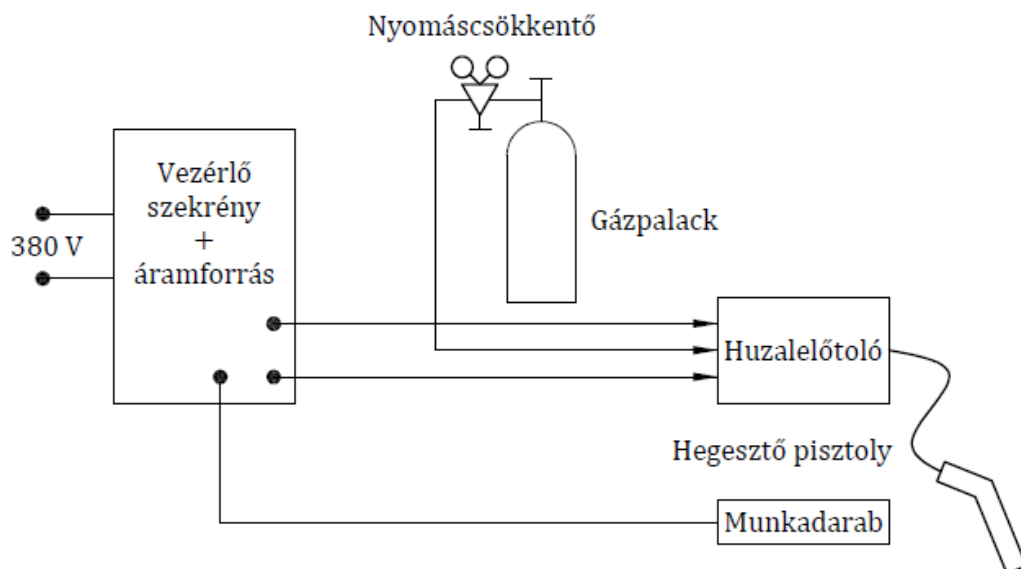 Nyomáscsökkentő
Vezérlő
szekrény
+
áramforrás
380 V
Gázpalack
Huzalelőtoló
Hegesztő pisztoly
Munkadarab